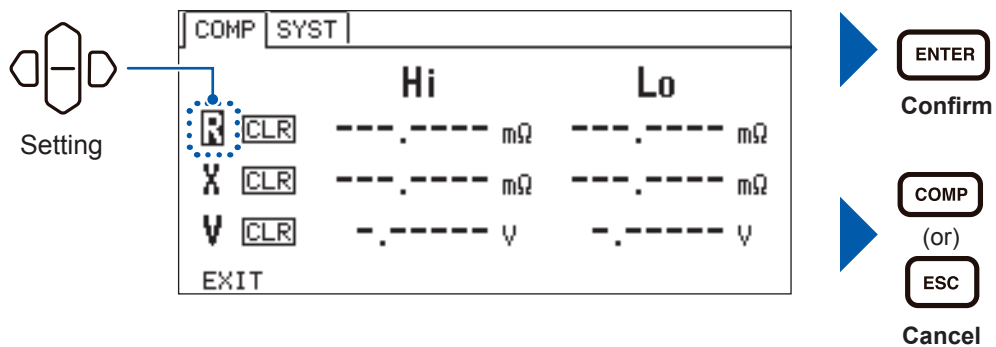 Setting
COMP SYST
Hi Lo
R CLR ---.---- mΩ ---.---- mΩ
X CLR ---.---- mΩ ---.---- mΩ
V CLR -.----- V -.----- V
EXIT
ENTER
Confirm
COMP
(or)
ESC
Cancel